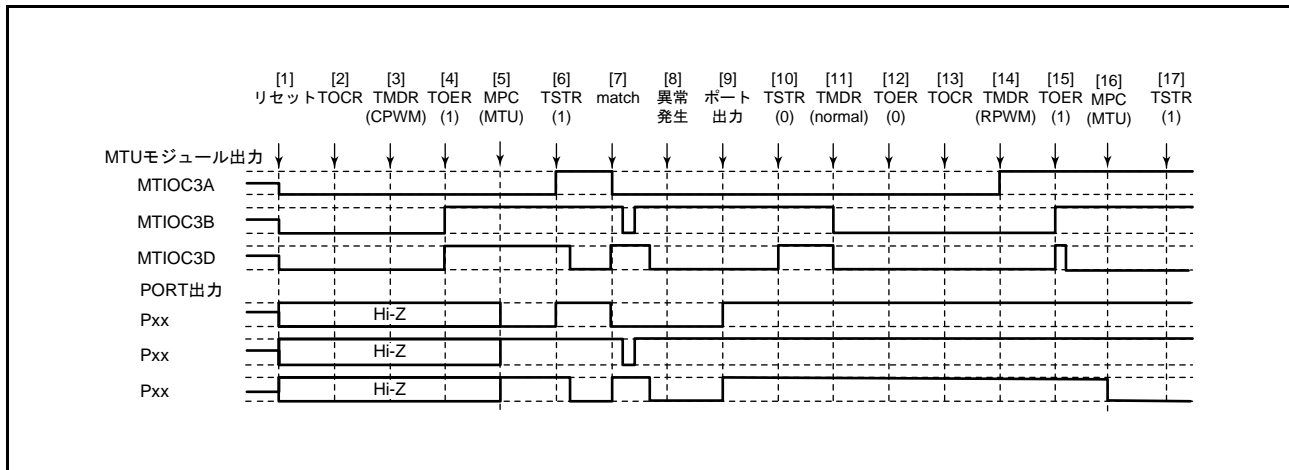 [1] [2] [3] [4] [5] [6] [7] [8] [9] [10] [11] [12] [13] [14] [15] [16] [17]
リセット TOCR TMDR TOER MPC TSTR match 異常 ポート TSTR TMDR TOER TOCR TMDR TOER MPC TSTR
(CPWM) (1) (MTU) (1) 発生 出力 (0) (normal) (0) (RPWM) (1) (MTU) (1)
MTUモジュール出力
MTIOC3A
MTIOC3B
MTIOC3D
PORT出力
Pxx Hi-Z
Pxx Hi-Z
Pxx Hi-Z